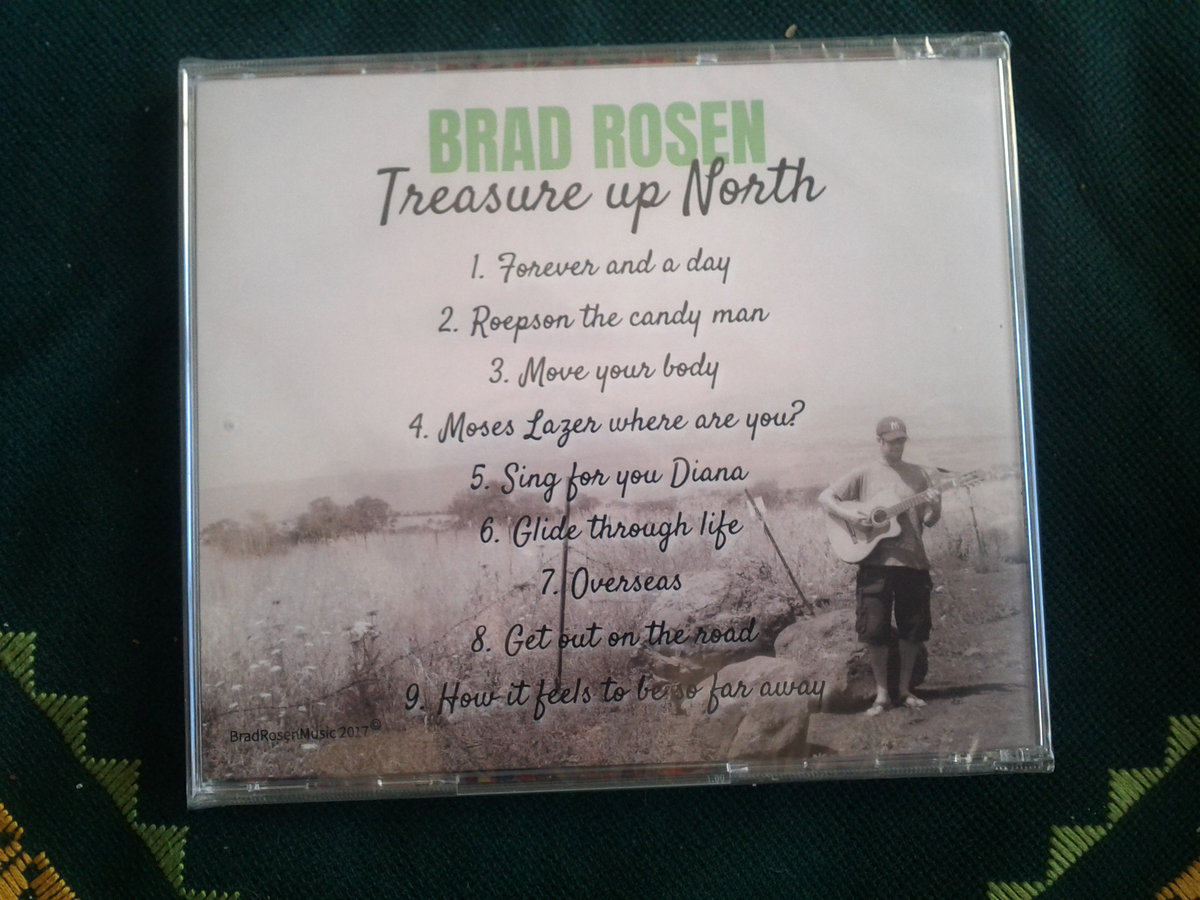 BRAD ROSEN
Treasure up North
1. Forever and a day
2. Roepson the candy man
3. Move your body
4. Moses Lazer where are you?
5. Sing for you Diana
6. Glide through life
7. Overseas
8. Get out on the road
9. How it feels to be so far away
BradRosenMusic 2017©